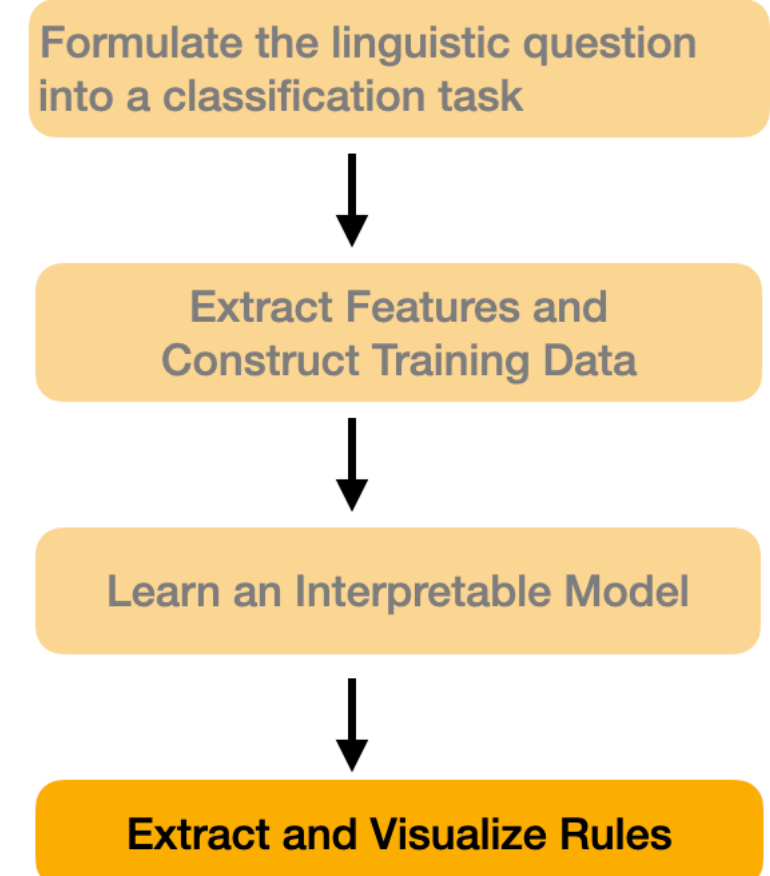 Formulate the linguistic question
into a classification task
Extract Features and
Construct Training Data
Learn an Interpretable Model
Extract and Visualize Rules